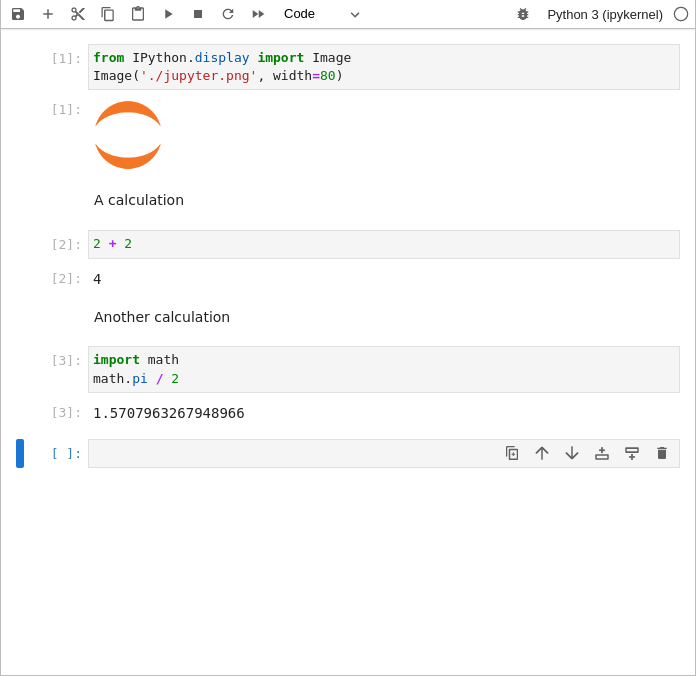 Code
Python 3 (ipykernel)
[1]:
from IPython.display import Image
Image('./jupyter.png', width=80)
[1]:
A calculation
[2]:
2 + 2
[2]:
4
Another calculation
[3]:
import math
math.pi / 2
[3]:
1.5707963267948966
[ ]: